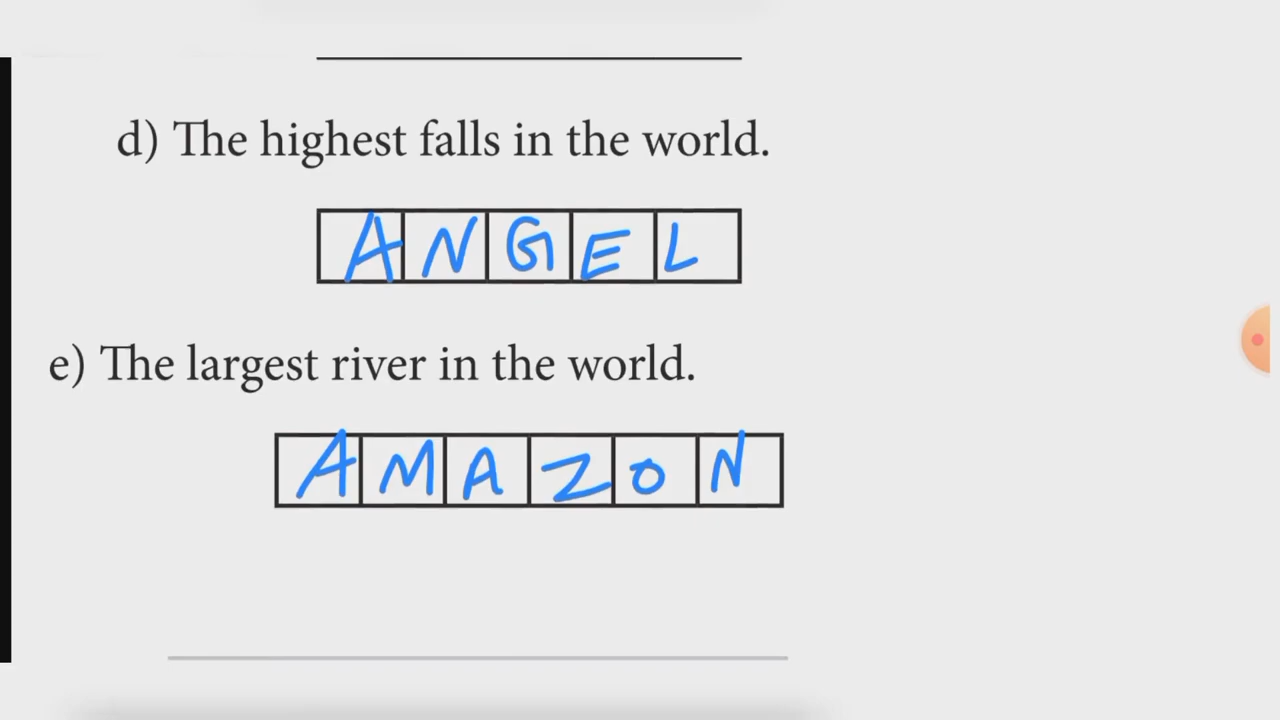 d) The highest falls in the world.
ANGEL
e) The largest river in the world.
AMAZON